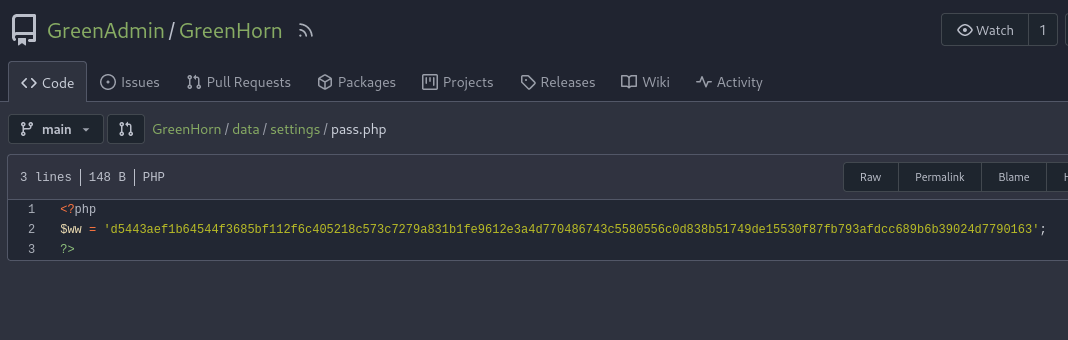 GreenAdmin / GreenHorn
Watch 1
Code Issues Pull Requests Packages Projects Releases Wiki Activity
main GreenHorn / data / settings / pass.php
3 lines 148 B PHP Raw Permalink Blame H
1 <?php
2 $ww = 'd5443aef1b64544f3685bf112f6c405218c573c7279a831b1fe9612e3a4d770486743c5580556c0d838b51749de15530f87fb793afdcc689b6b39024d7790163';
3 ?>